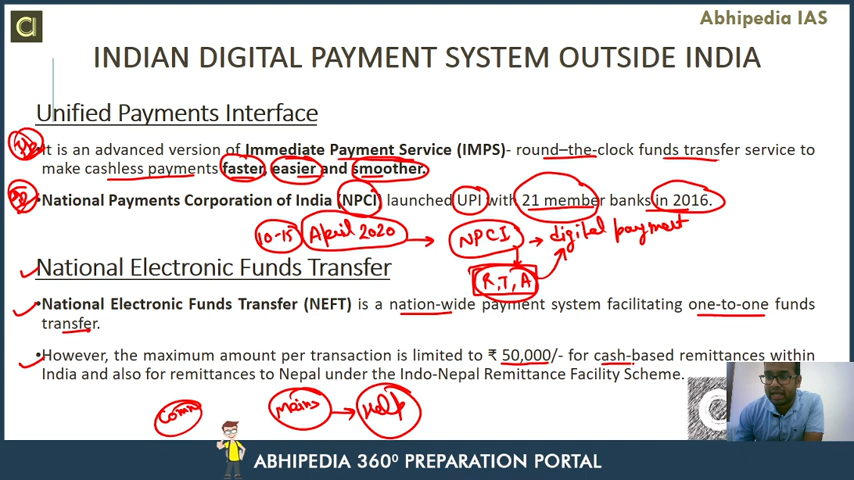 Abhipedia IAS
INDIAN DIGITAL PAYMENT SYSTEM OUTSIDE INDIA
Unified Payments Interface
•It is an advanced version of Immediate Payment Service (IMPS)- round–the-clock funds transfer service to
make cashless payments faster, easier and smoother.
•National Payments Corporation of India (NPCI) launched UPI with 21 member banks in 2016.
10-15 April 2020 → NPCI → digital payment
R,T,A
National Electronic Funds Transfer
•National Electronic Funds Transfer (NEFT) is a nation-wide payment system facilitating one-to-one funds
transfer.
•However, the maximum amount per transaction is limited to ₹ 50,000/- for cash-based remittances within
India and also for remittances to Nepal under the Indo-Nepal Remittance Facility Scheme.
mains → Help
ABHIPEDIA 360⁰ PREPARATION PORTAL